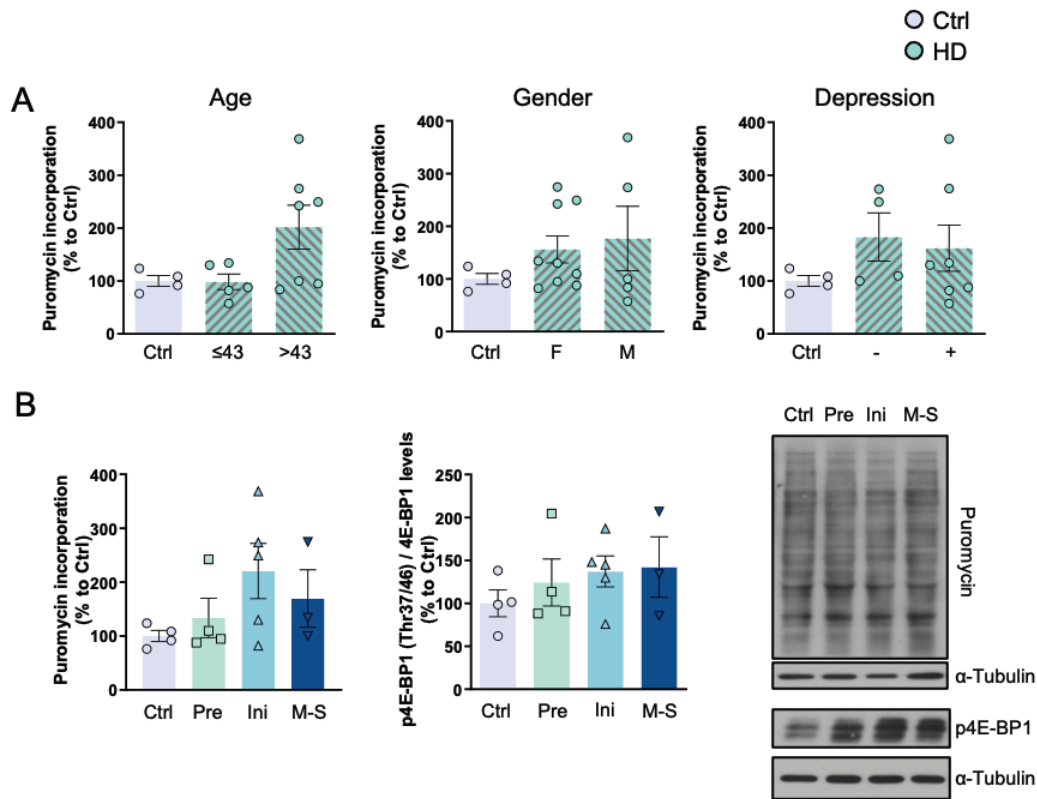 Ctrl
HD
A
Age
Puromycin incorporation
(% to Ctrl)
400
300
200
100
0
Ctrl ≤43 >43
Gender
Puromycin incorporation
(% to Ctrl)
400
300
200
100
0
Ctrl F M
Depression
Puromycin incorporation
(% to Ctrl)
400
300
200
100
0
Ctrl - +
B
Puromycin incorporation
(% to Ctrl)
400
300
200
100
0
Ctrl Pre Ini M-S
p4E-BP1 (Thr37/46) / 4E-BP1 levels
(% to Ctrl)
250
200
150
100
50
0
Ctrl Pre Ini M-S
Ctrl Pre Ini M-S
Puromycin
α-Tubulin
p4E-BP1
α-Tubulin